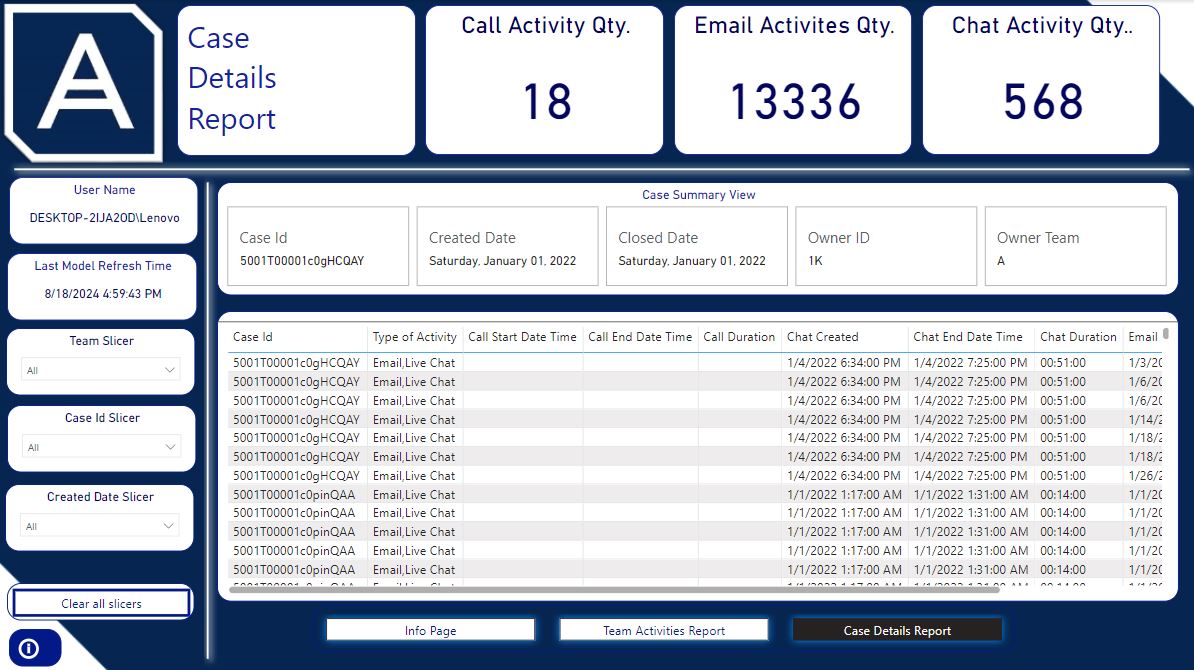 A
Case
Details
Report
Call Activity Qty.
18
Email Activites Qty.
13336
Chat Activity Qty..
568
User Name
DESKTOP-2IJA2OD\Lenovo
Last Model Refresh Time
8/18/2024 4:59:43 PM
Team Slicer
All
Case Id Slicer
All
Created Date Slicer
All
Clear all slicers
Case Summary View
Case Id
5001T00001c0gHCQAY
Created Date
Saturday, January 01, 2022
Closed Date
Saturday, January 01, 2022
Owner ID
1K
Owner Team
A
Case Id Type of Activity Call Start Date Time Call End Date Time Call Duration Chat Created Chat End Date Time Chat Duration Email
5001T00001c0gHCQAY Email,Live Chat 1/4/2022 6:34:00 PM 1/4/2022 7:25:00 PM 00:51:00 1/3/20
5001T00001c0gHCQAY Email,Live Chat 1/4/2022 6:34:00 PM 1/4/2022 7:25:00 PM 00:51:00 1/6/20
5001T00001c0gHCQAY Email,Live Chat 1/4/2022 6:34:00 PM 1/4/2022 7:25:00 PM 00:51:00 1/6/20
5001T00001c0gHCQAY Email,Live Chat 1/4/2022 6:34:00 PM 1/4/2022 7:25:00 PM 00:51:00 1/14/2
5001T00001c0gHCQAY Email,Live Chat 1/4/2022 6:34:00 PM 1/4/2022 7:25:00 PM 00:51:00 1/18/2
5001T00001c0gHCQAY Email,Live Chat 1/4/2022 6:34:00 PM 1/4/2022 7:25:00 PM 00:51:00 1/18/2
5001T00001c0gHCQAY Email,Live Chat 1/4/2022 6:34:00 PM 1/4/2022 7:25:00 PM 00:51:00 1/26/2
5001T00001c0pinQAA Email,Live Chat 1/1/2022 1:17:00 AM 1/1/2022 1:31:00 AM 00:14:00 1/1/20
5001T00001c0pinQAA Email,Live Chat 1/1/2022 1:17:00 AM 1/1/2022 1:31:00 AM 00:14:00 1/1/20
5001T00001c0pinQAA Email,Live Chat 1/1/2022 1:17:00 AM 1/1/2022 1:31:00 AM 00:14:00 1/1/20
5001T00001c0pinQAA Email,Live Chat 1/1/2022 1:17:00 AM 1/1/2022 1:31:00 AM 00:14:00 1/1/20
5001T00001c0pinQAA Email,Live Chat 1/1/2022 1:17:00 AM 1/1/2022 1:31:00 AM 00:14:00 1/1/20
Info Page
Team Activities Report
Case Details Report